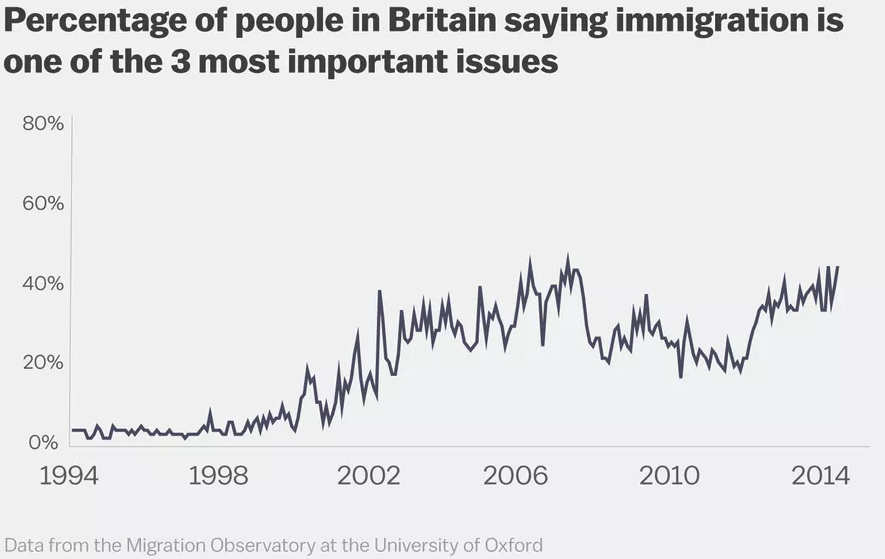 Percentage of people in Britain saying immigration is
one of the 3 most important issues
80%
60%
40%
20%
0%
1994 1998 2002 2006 2010 2014
Data from the Migration Observatory at the University of Oxford